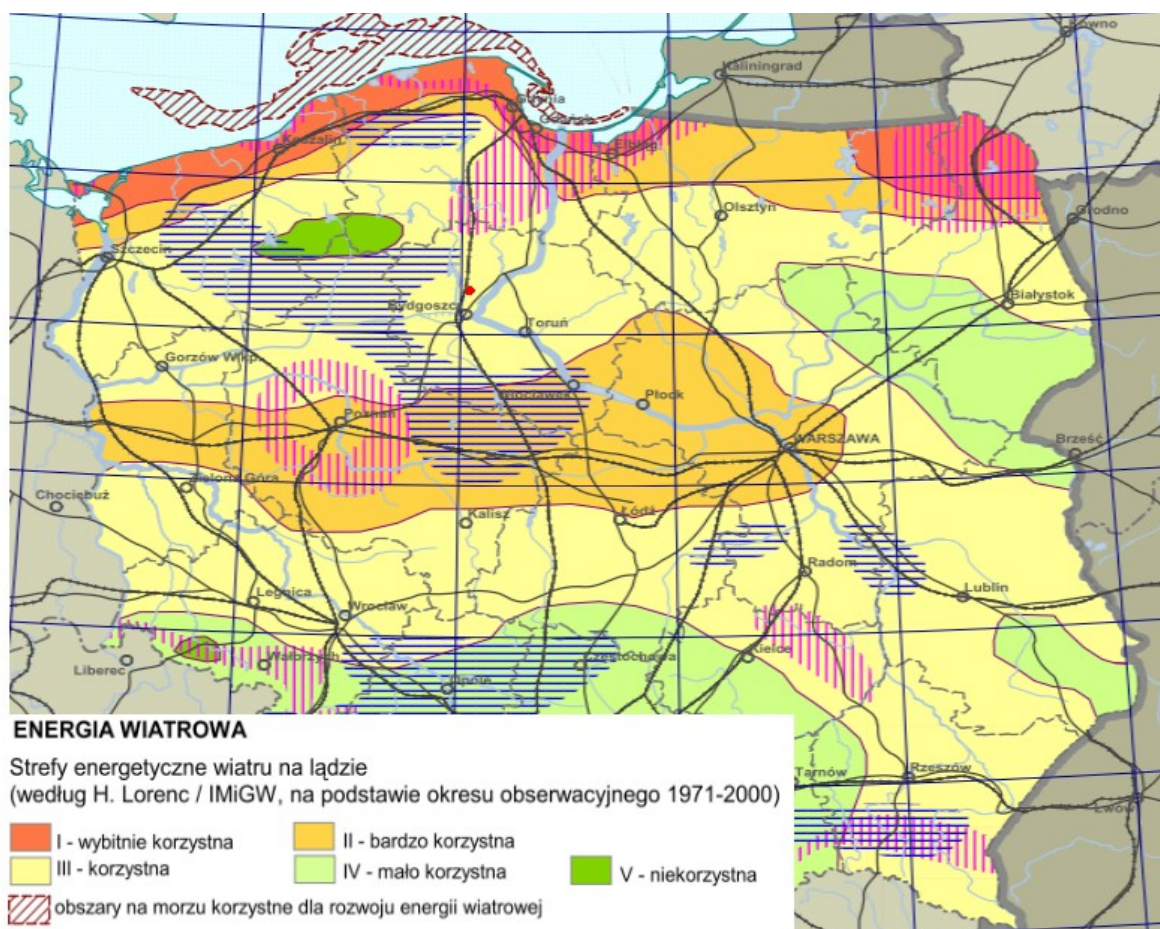 Kowno
Kaliningrad
Gdynia
Gdańsk
Koszalin
Elbląg
Olsztyn
Grodno
Szczecin
Białystok
Bydgoszcz
Toruń
Gorzów Wlkp.
Włocławek
Płock
Poznań
WARSZAWA
Brześć
Zielona Góra
Chociebuż
Kalisz
Łódź
Radom
Legnica
Lublin
Wrocław
Liberec
Wałbrzych
Częstochowa
Kielce
Opole
ENERGIA WIATROWA
Strefy energetyczne wiatru na lądzie
(według H. Lorenc / IMiGW, na podstawie okresu obserwacyjnego 1971-2000)
Tarnów
Rzeszów
Lwów
I - wybitnie korzystna
II - bardzo korzystna
III - korzystna
IV - mało korzystna
V - niekorzystna
obszary na morzu korzystne dla rozwoju energii wiatrowej